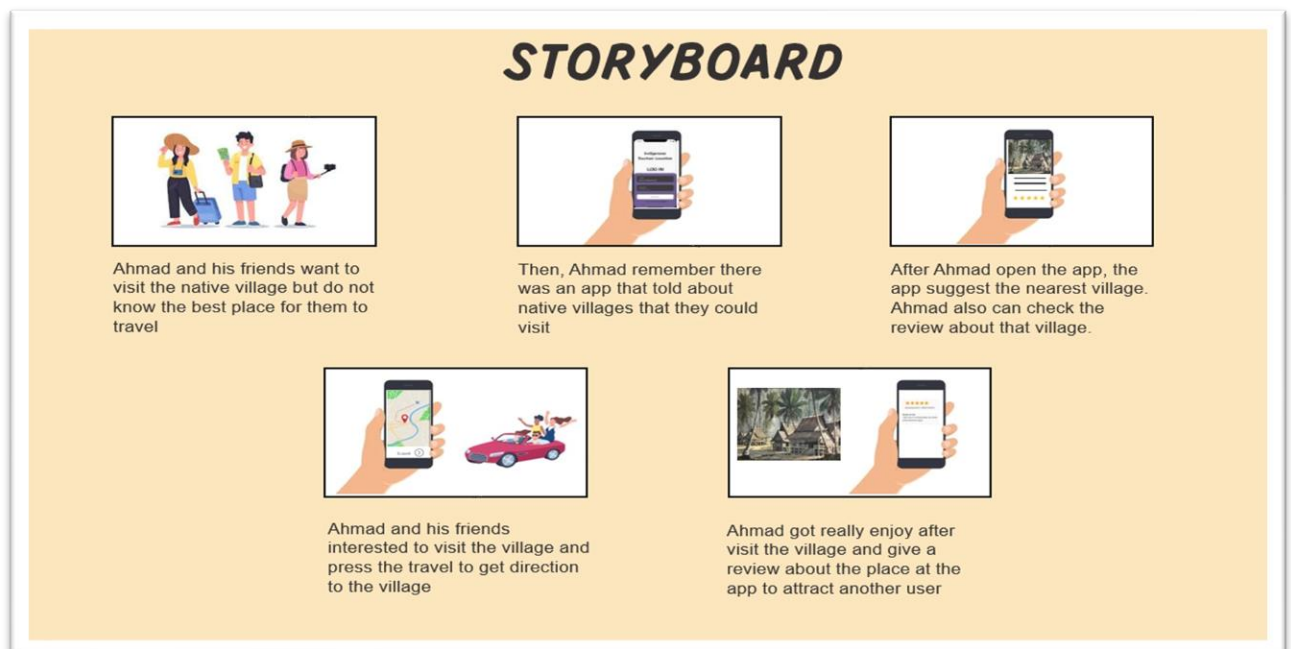 STORYBOARD
Ahmad and his friends want to
visit the native village but do not
know the best place for them to
travel
LOG IN
Then, Ahmad remember there
was an app that told about
native villages that they could
visit
After Ahmad open the app, the
app suggest the nearest village.
Ahmad also can check the
review about that village.
Ahmad and his friends
interested to visit the village and
press the travel to get direction
to the village
Ahmad got really enjoy after
visit the village and give a
review about the place at the
app to attract another user